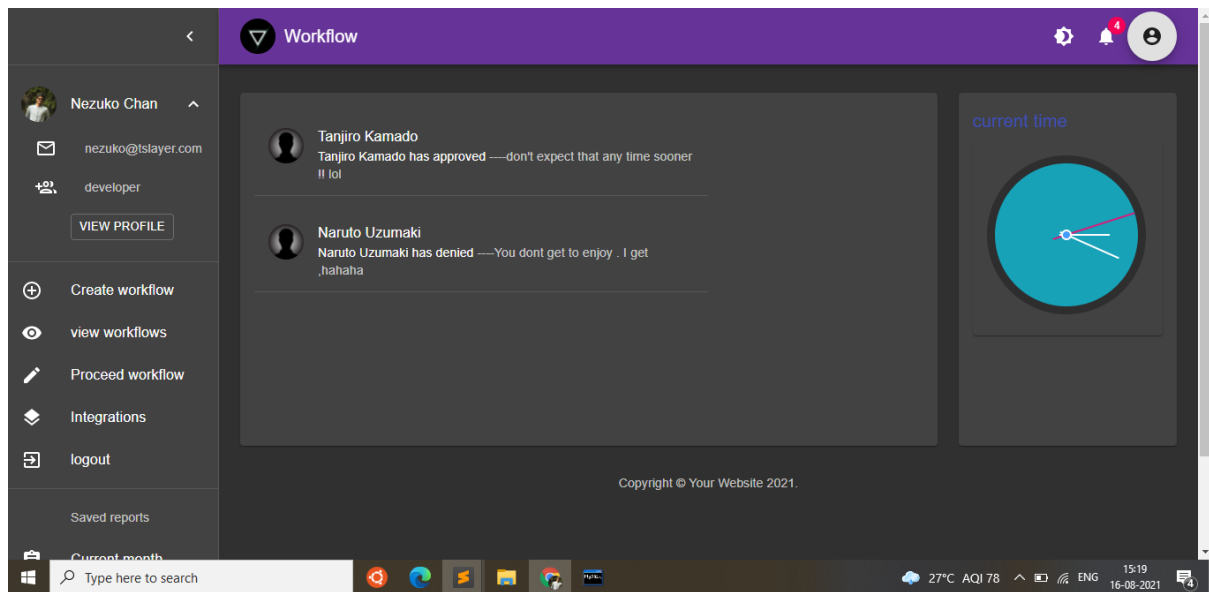 Workflow
4
Nezuko Chan
nezuko@tslayer.com
developer
VIEW PROFILE
Create workflow
view workflows
Proceed workflow
Integrations
logout
Saved reports
Current month
Tanjiro Kamado
Tanjiro Kamado has approved ----don't expect that any time sooner
!! lol
Naruto Uzumaki
Naruto Uzumaki has denied ----You dont get to enjoy . I get
,hahaha
current time
Copyright © Your Website 2021.
Type here to search
27°C AQI 78
ENG
15:19
16-08-2021
4